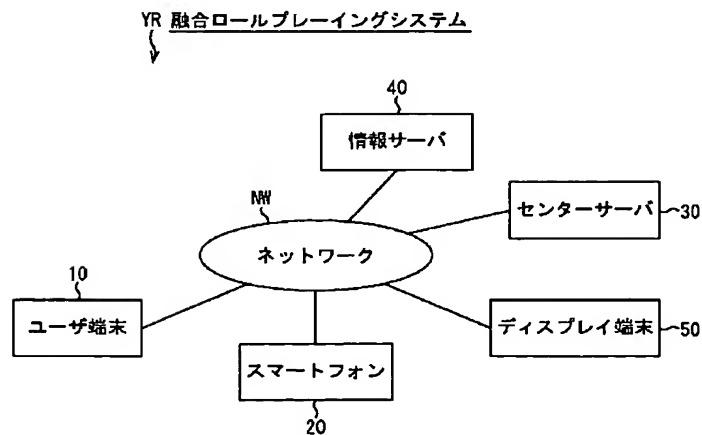 YR 融合ロールプレーイングシステム
40
情報サーバ
NW
センターサーバ
30
ネットワーク
10
ユーザ端末
ディスプレイ端末
50
スマートフォン
20